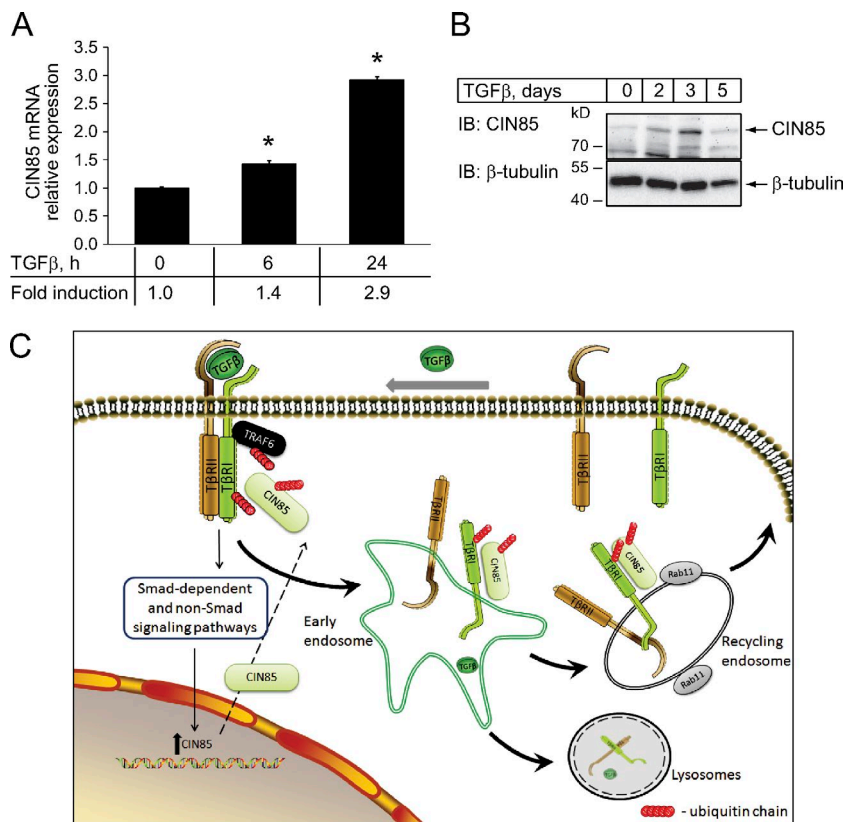 A
CIN85 mRNA
relative expression
3.5
3.0
2.5
2.0
1.5
1.0
0.5
0.0
*
*
TGFβ, h 0 6 24
Fold induction 1.0 1.4 2.9
B
TGFβ, days 0 2 3 5
kD
IB: CIN85
70
CIN85
IB: β-tubulin
55
40
β-tubulin
C
TGFβ
TGFβ
TRAF6
TβRII
TβRI
CIN85
TβRII
TβRI
Smad-dependent
and non-Smad
signaling pathways
CIN85
CIN85
Early
endosome
TβRII
TβRI
CIN85
TGFβ
TβRI
CIN85
TβRII
Rab11
Rab11
Recycling
endosome
Lysosomes
- ubiquitin chain